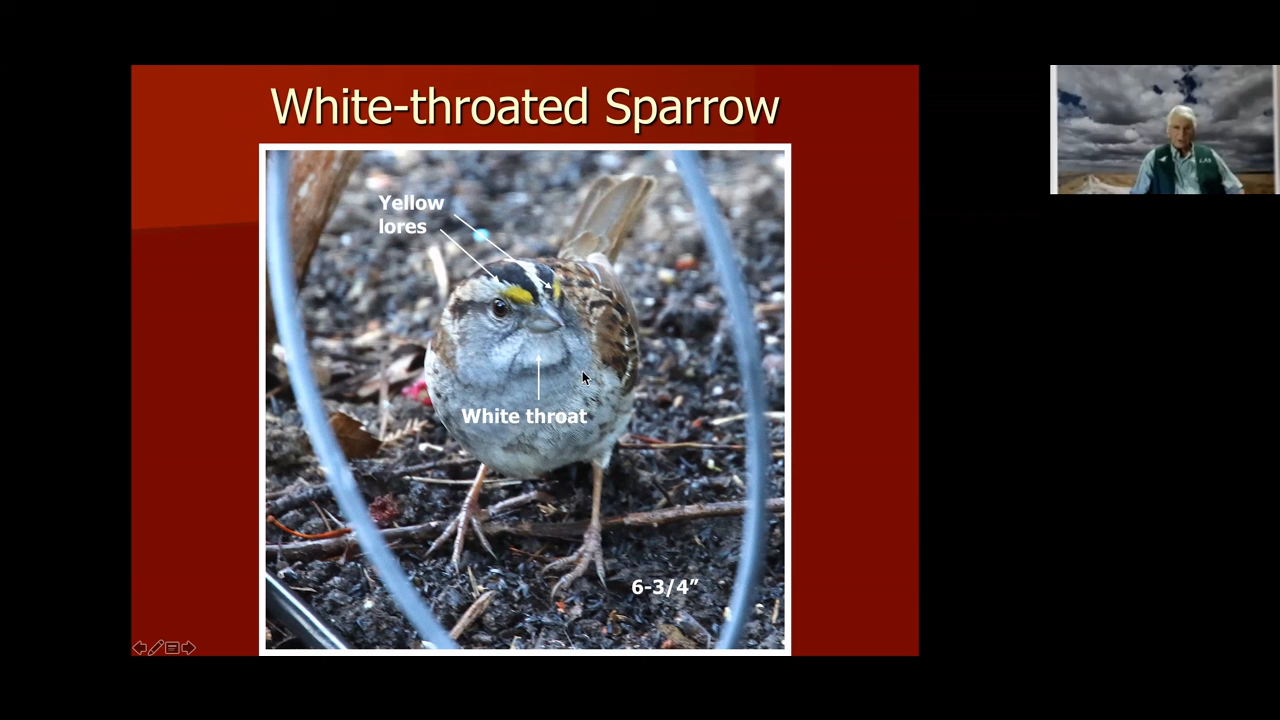 White-throated Sparrow
Yellow
lores
White throat
6-3/4”